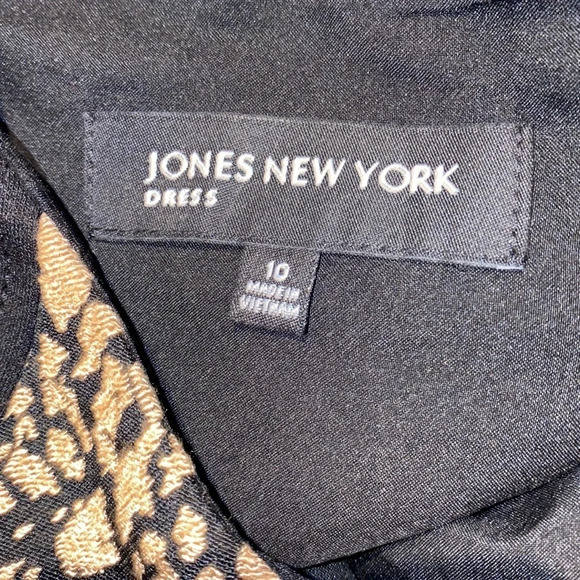 JONES NEW YORK
DRESS
10
MADE IN
VIETNAM